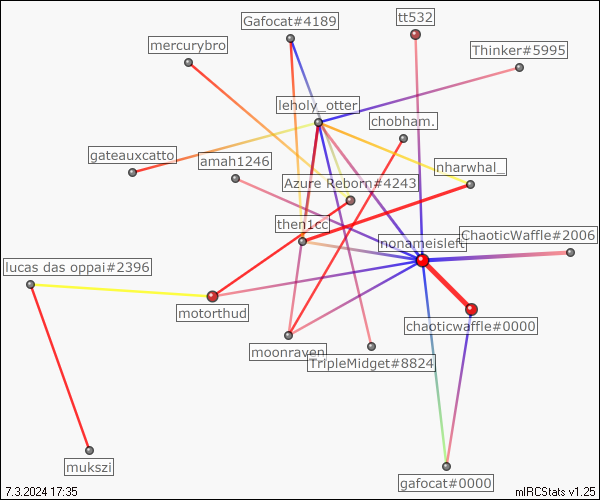 Gafocat#4189
tt532
mercurybro
Thinker#5995
leholy_otter
chobham.
gateauxcatto
amah1246
nharwhal_
Azure Reborn#4243
then1cc
nonameisleft
ChaoticWaffle#2006
lucas das oppai#2396
motorthud
chaoticwaffle#0000
moonraven
TripleMidget#8824
mukszi
gafocat#0000
7.3.2024 17:35
mIRCStats v1.25